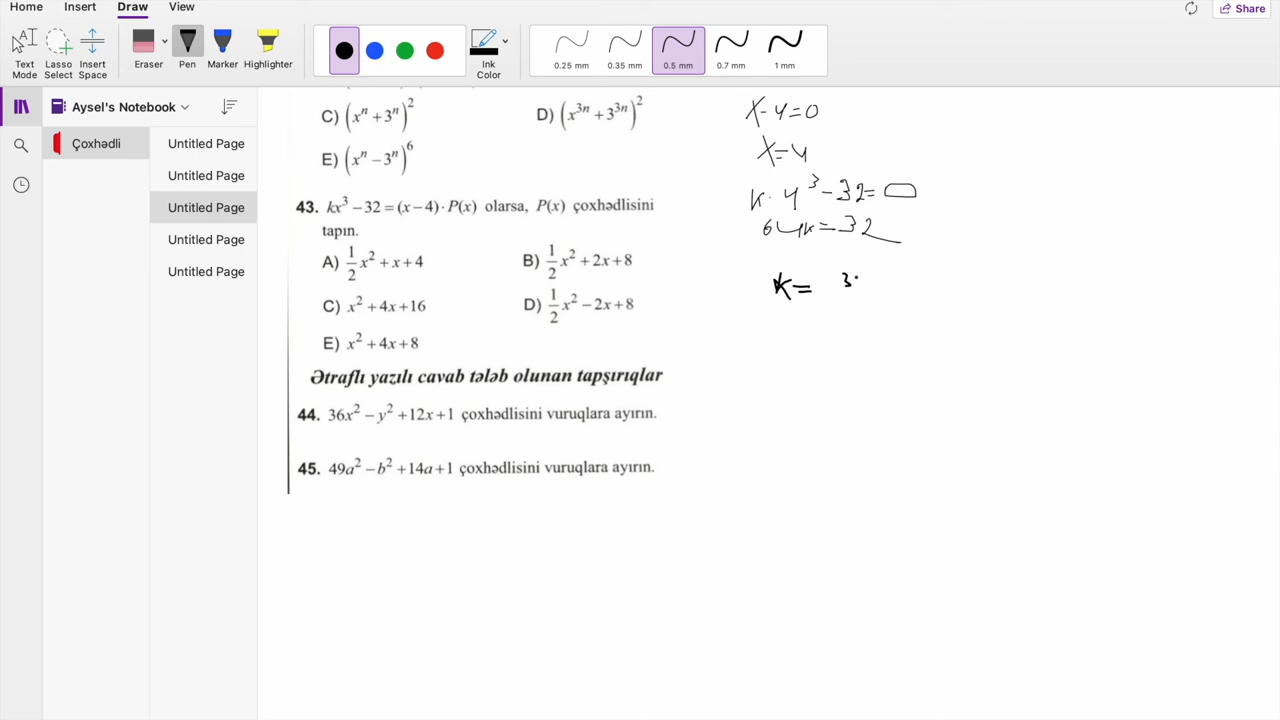 Home Insert Draw View
Share
Text Mode
Lasso Select
Insert Space
Eraser
Pen
Marker
Highlighter
Ink Color
0.25 mm
0.35 mm
0.5 mm
0.7 mm
1 mm
Aysel's Notebook
Çoxhədli
Untitled Page
Untitled Page
Untitled Page
Untitled Page
Untitled Page
C) (xⁿ + 3ⁿ)² D) (x³ⁿ + 3³ⁿ)²
E) (xⁿ − 3ⁿ)⁶
43. kx³ − 32 = (x − 4) · P(x) olarsa, P(x) çoxhədlisini
tapın.
A) 1/2 x² + x + 4 B) 1/2 x² + 2x + 8
C) x² + 4x + 16 D) 1/2 x² − 2x + 8
E) x² + 4x + 8
Ətraflı yazılı cavab tələb olunan tapşırıqlar
44. 36x² − y² + 12x + 1 çoxhədlisini vuruqlara ayırın.
45. 49a² − b² + 14a + 1 çoxhədlisini vuruqlara ayırın.
x-4=0
x=4
k·4³-32=0
64k=32
k= 3